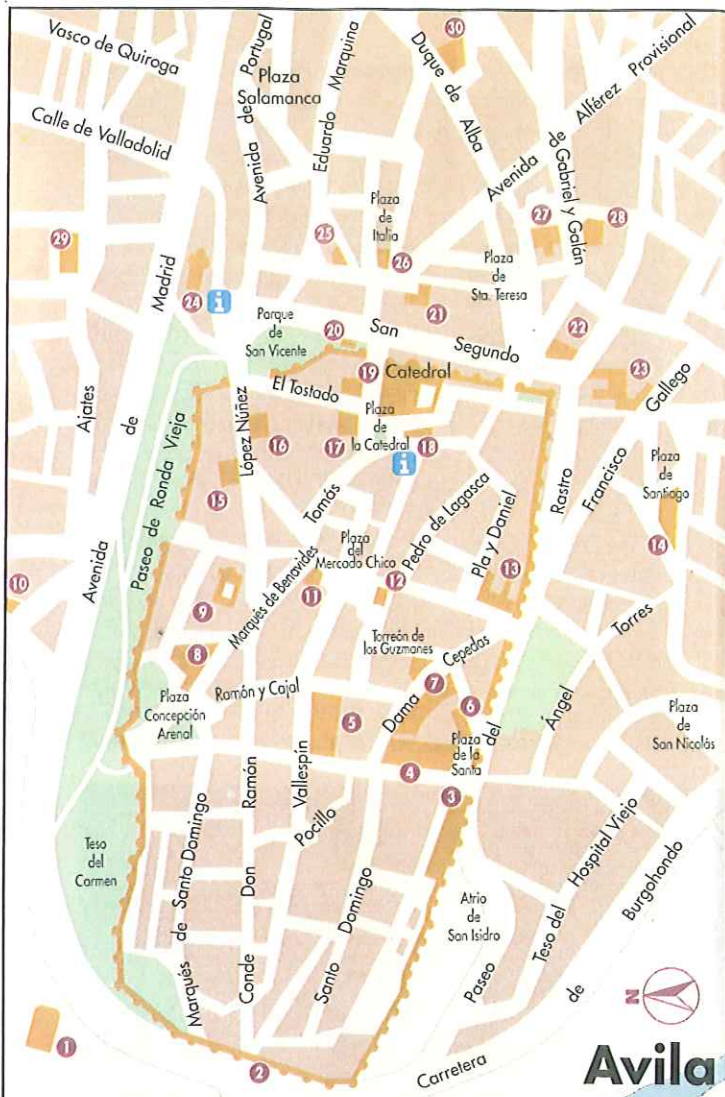 30
Vasco de Quiroga
Calle de Valladolid
Avenida de Portugal
Plaza
Salamanca
Eduardo Marquina
Duque de Alba
Avenida de Alférez Provisional
Gabriel y Galán
Plaza
de
Italia
25
26
27
28
29
Madrid
24
i
Plaza
de
Sta. Teresa
21
Parque
de
San Vicente
20
San Segundo
22
19
Catedral
23
El Tostado
Gallego
Ajates
Paseo de Ronda Vieja
López Núñez
16
17
Plaza
de
la Catedral
18
i
Rastro
Francisco
Plaza
de
Santiago
14
15
Tomás
Pedro de Lagasca
Pla y Daniel
13
Plaza
del
Mercado Chico
10
Avenida de
9
Marqués de Benavides
11
12
Torres
8
Torreón de
los Guzmanes
Cepedas
7
6
Plaza
Concepción
Arenal
Ramón y Cajal
5
Dama
del
Ángel
Plaza
de
San Nicolás
Plaza
de la
Santa
4
3
Teso
del
Carmen
Marqués de Santo Domingo
Conde Don Ramón
Vallespín
Pocillo
Santo Domingo
Atrio
de
San Isidro
Paseo
Teso del Hospital Viejo
Burgohondo
de
Carretera
1
2
N
Avila